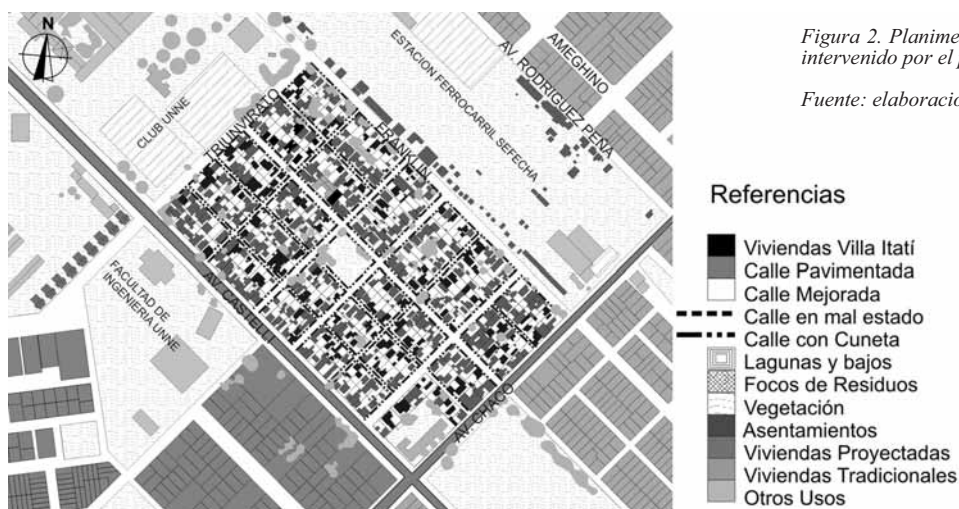 N
CLUB UNNE
TRIUNVIRATO
FRANKLIN
ESTACION FERROCARRIL SEFECHA
AV. RODRIGUEZ PEÑA
AMEGHINO
FACULTAD DE
INGENIERIA UNNE
AV. CASTELLI
AV. CHACO
Figura 2. Planime
intervenido por el
Fuente: elaboració
Referencias
Viviendas Villa Itatí
Calle Pavimentada
Calle Mejorada
Calle en mal estado
Calle con Cuneta
Lagunas y bajos
Focos de Residuos
Vegetación
Asentamientos
Viviendas Proyectadas
Viviendas Tradicionales
Otros Usos